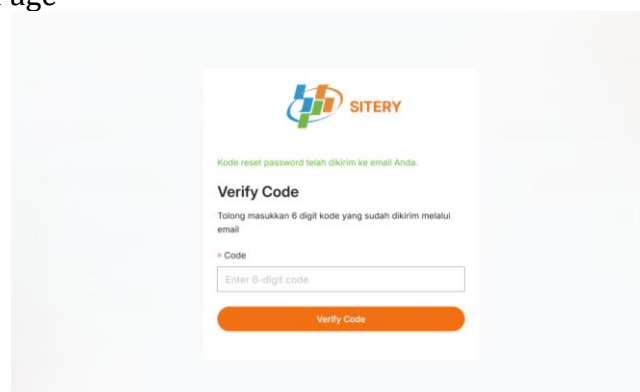 SITERY
Kode reset password telah dikirim ke email Anda.
Verify Code
Tolong masukkan 6 digit kode yang sudah dikirim melalui
email
* Code
Enter 6-digit code
Verify Code